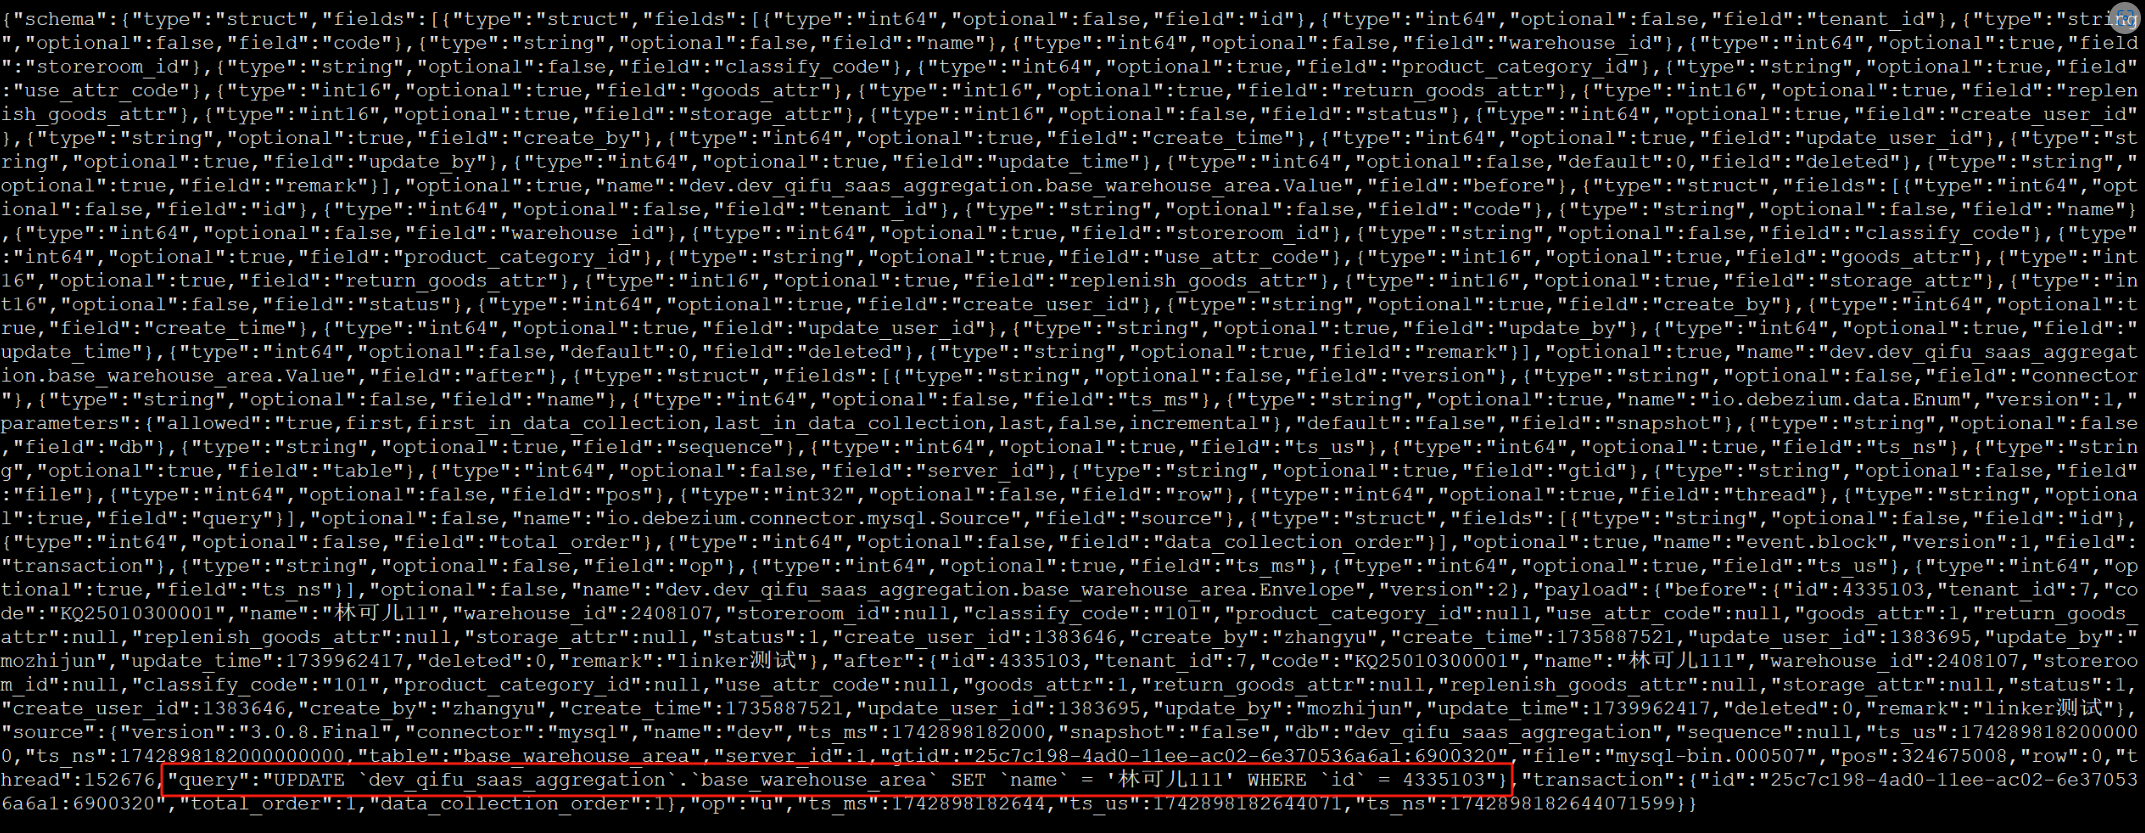 {"schema":{"type":"struct","fields":[{"type":"struct","fields":[{"type":"int64","optional":false,"field":"id"},{"type":"int64","optional":false,"field":"tenant_id"},{"type":"string
","optional":false,"field":"code"},{"type":"string","optional":false,"field":"name"},{"type":"int64","optional":false,"field":"warehouse_id"},{"type":"int64","optional":true,"field
":"storeroom_id"},{"type":"string","optional":false,"field":"classify_code"},{"type":"int64","optional":true,"field":"product_category_id"},{"type":"string","optional":true,"field"
:"use_attr_code"},{"type":"int16","optional":true,"field":"goods_attr"},{"type":"int16","optional":true,"field":"return_goods_attr"},{"type":"int16","optional":true,"field":"replen
ish_goods_attr"},{"type":"int16","optional":true,"field":"storage_attr"},{"type":"int16","optional":false,"field":"status"},{"type":"int64","optional":true,"field":"create_user_id"
},{"type":"string","optional":true,"field":"create_by"},{"type":"int64","optional":true,"field":"create_time"},{"type":"int64","optional":true,"field":"update_user_id"},{"type":"st
ring","optional":true,"field":"update_by"},{"type":"int64","optional":true,"field":"update_time"},{"type":"int64","optional":false,"default":0,"field":"deleted"},{"type":"string","
optional":true,"field":"remark"}],"optional":true,"name":"dev.dev_qifu_saas_aggregation.base_warehouse_area.Value","field":"before"},{"type":"struct","fields":[{"type":"int64","opt
ional":false,"field":"id"},{"type":"int64","optional":false,"field":"tenant_id"},{"type":"string","optional":false,"field":"code"},{"type":"string","optional":false,"field":"name"}
,{"type":"int64","optional":false,"field":"warehouse_id"},{"type":"int64","optional":true,"field":"storeroom_id"},{"type":"string","optional":false,"field":"classify_code"},{"type"
:"int64","optional":true,"field":"product_category_id"},{"type":"string","optional":true,"field":"use_attr_code"},{"type":"int16","optional":true,"field":"goods_attr"},{"type":"int
16","optional":true,"field":"return_goods_attr"},{"type":"int16","optional":true,"field":"replenish_goods_attr"},{"type":"int16","optional":true,"field":"storage_attr"},{"type":"in
t16","optional":false,"field":"status"},{"type":"int64","optional":true,"field":"create_user_id"},{"type":"string","optional":true,"field":"create_by"},{"type":"int64","optional":t
rue,"field":"create_time"},{"type":"int64","optional":true,"field":"update_user_id"},{"type":"string","optional":true,"field":"update_by"},{"type":"int64","optional":true,"field":"
update_time"},{"type":"int64","optional":false,"default":0,"field":"deleted"},{"type":"string","optional":true,"field":"remark"}],"optional":true,"name":"dev.dev_qifu_saas_aggregat
ion.base_warehouse_area.Value","field":"after"},{"type":"struct","fields":[{"type":"string","optional":false,"field":"version"},{"type":"string","optional":false,"field":"connector
"},{"type":"string","optional":false,"field":"name"},{"type":"int64","optional":false,"field":"ts_ms"},{"type":"string","optional":true,"name":"io.debezium.data.Enum","version":1,"
parameters":{"allowed":"true,first,first_in_data_collection,last_in_data_collection,last,false,incremental"},"default":"false","field":"snapshot"},{"type":"string","optional":false
,"field":"db"},{"type":"string","optional":true,"field":"sequence"},{"type":"int64","optional":true,"field":"ts_us"},{"type":"int64","optional":true,"field":"ts_ns"},{"type":"strin
g","optional":true,"field":"table"},{"type":"int64","optional":false,"field":"server_id"},{"type":"string","optional":true,"field":"gtid"},{"type":"string","optional":false,"field"
:"file"},{"type":"int64","optional":false,"field":"pos"},{"type":"int32","optional":false,"field":"row"},{"type":"int64","optional":true,"field":"thread"},{"type":"string","optiona
l":true,"field":"query"}],"optional":false,"name":"io.debezium.connector.mysql.Source","field":"source"},{"type":"struct","fields":[{"type":"string","optional":false,"field":"id"},
{"type":"int64","optional":false,"field":"total_order"},{"type":"int64","optional":false,"field":"data_collection_order"}],"optional":true,"name":"event.block","version":1,"field":
"transaction"},{"type":"string","optional":false,"field":"op"},{"type":"int64","optional":true,"field":"ts_ms"},{"type":"int64","optional":true,"field":"ts_us"},{"type":"int64","op
tional":true,"field":"ts_ns"}],"optional":false,"name":"dev.dev_qifu_saas_aggregation.base_warehouse_area.Envelope","version":2},"payload":{"before":{"id":4335103,"tenant_id":7,"co
de":"KQ25010300001","name":"林可儿11","warehouse_id":2408107,"storeroom_id":null,"classify_code":"101","product_category_id":null,"use_attr_code":null,"goods_attr":1,"return_goods_
attr":null,"replenish_goods_attr":null,"storage_attr":null,"status":1,"create_user_id":1383646,"create_by":"zhangyu","create_time":1735887521,"update_user_id":1383695,"update_by":"
mozhijun","update_time":1739962417,"deleted":0,"remark":"linker测试"},"after":{"id":4335103,"tenant_id":7,"code":"KQ25010300001","name":"林可儿111","warehouse_id":2408107,"storeroo
m_id":null,"classify_code":"101","product_category_id":null,"use_attr_code":null,"goods_attr":1,"return_goods_attr":null,"replenish_goods_attr":null,"storage_attr":null,"status":1,
"create_user_id":1383646,"create_by":"zhangyu","create_time":1735887521,"update_user_id":1383695,"update_by":"mozhijun","update_time":1739962417,"deleted":0,"remark":"linker测试"},
"source":{"version":"3.0.8.Final","connector":"mysql","name":"dev","ts_ms":1742898182000,"snapshot":"false","db":"dev_qifu_saas_aggregation","sequence":null,"ts_us":174289818200000
0,"ts_ns":1742898182000000000,"table":"base_warehouse_area","server_id":1,"gtid":"25c7c198-4ad0-11ee-ac02-6e370536a6a1:6900320","file":"mysql-bin.000507","pos":324675008,"row":0,"t
hread":152676,"query":"UPDATE `dev_qifu_saas_aggregation`.`base_warehouse_area` SET `name` = '林可儿111' WHERE `id` = 4335103"},"transaction":{"id":"25c7c198-4ad0-11ee-ac02-6e37053
6a6a1:6900320","total_order":1,"data_collection_order":1},"op":"u","ts_ms":1742898182644,"ts_us":1742898182644071,"ts_ns":1742898182644071599}}